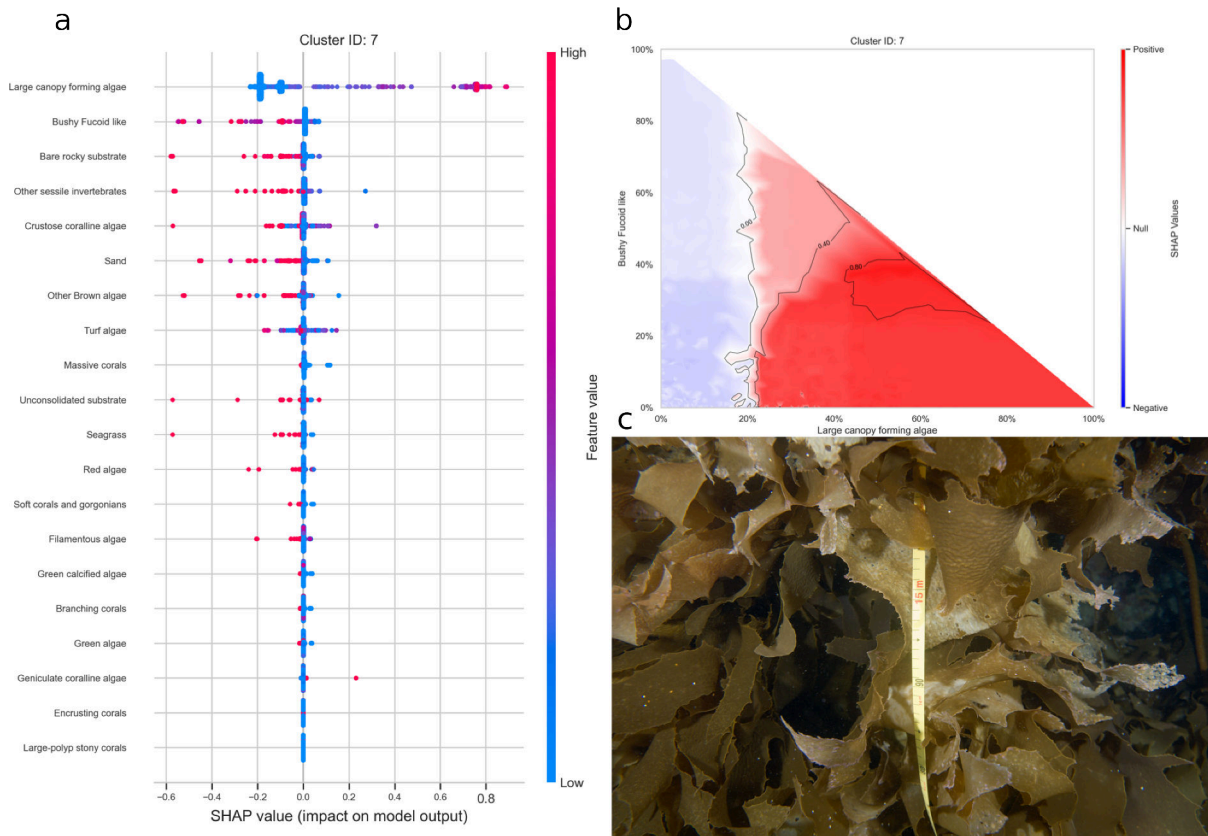 a
Cluster ID: 7
High
Large canopy forming algae
Bushy Fucoid like
Bare rocky substrate
Other sessile invertebrates
Crustose coralline algae
Sand
Other Brown algae
Turf algae
Massive corals
Unconsolidated substrate
Seagrass
Red algae
Soft corals and gorgonians
Filamentous algae
Green calcified algae
Branching corals
Green algae
Geniculate coralline algae
Encrusting corals
Large-polyp stony corals
Low
Feature value
−0.6 −0.4 −0.2 0.0 0.2 0.4 0.6 0.8
SHAP value (impact on model output)
b
Cluster ID: 7
100%
80%
60%
40%
20%
0%
Bushy Fucoid like
0.00
0.40
0.80
0% 20% 40% 60% 80% 100%
Large canopy forming algae
Positive
Null
Negative
SHAP Values
c
15 m
90